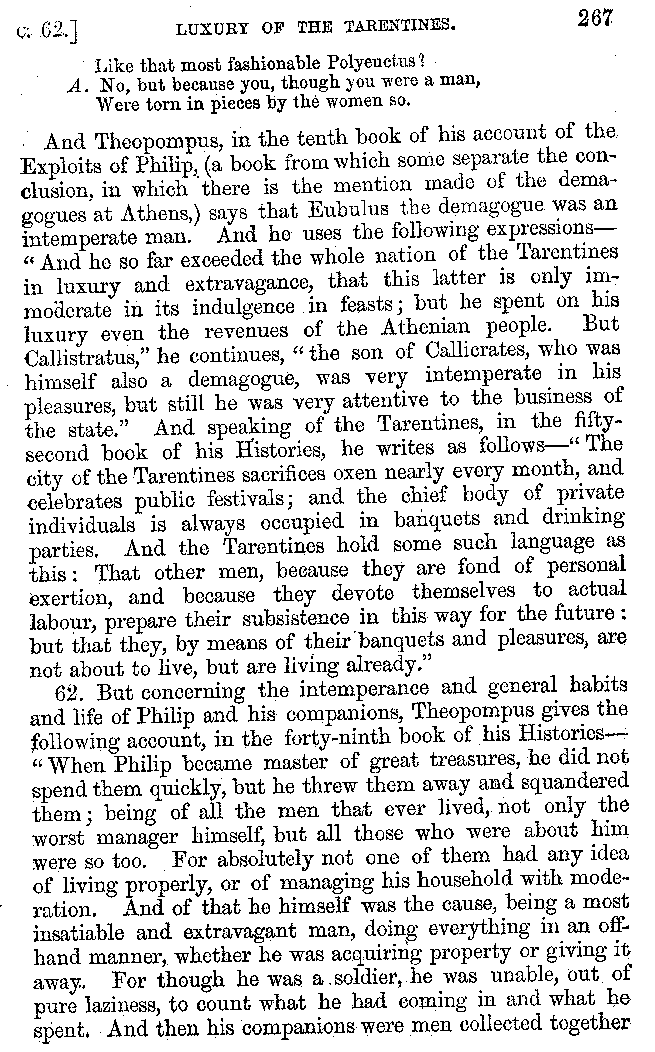 c. 62.] LUXURY OF THE TARENTINES. 267
Like that most fashionable Polyeuctus?
A. No, but because you, though you were a man,
Were torn in pieces by the women so.
And Theopompus, in the tenth book of his account of the
Exploits of Philip, (a book from which some separate the con-
clusion, in which there is the mention made of the dema-
gogues at Athens,) says that Eubulus the demagogue was an
intemperate man. And he uses the following expressions—
“And he so far exceeded the whole nation of the Tarentines
in luxury and extravagance, that this latter is only im-
moderate in its indulgence in feasts; but he spent on his
luxury even the revenues of the Athenian people. But
Callistratus,” he continues, “the son of Callicrates, who was
himself also a demagogue, was very intemperate in his
pleasures, but still he was very attentive to the business of
the state.” And speaking of the Tarentines, in the fifty-
second book of his Histories, he writes as follows—“The
city of the Tarentines sacrifices oxen nearly every month, and
celebrates public festivals; and the chief body of private
individuals is always occupied in banquets and drinking
parties. And the Tarentines hold some such language as
this: That other men, because they are fond of personal
exertion, and because they devote themselves to actual
labour, prepare their subsistence in this way for the future:
but that they, by means of their banquets and pleasures, are
not about to live, but are living already.”
62. But concerning the intemperance and general habits
and life of Philip and his companions, Theopompus gives the
following account, in the forty-ninth book of his Histories—
“When Philip became master of great treasures, he did not
spend them quickly, but he threw them away and squandered
them; being of all the men that ever lived, not only the
worst manager himself, but all those who were about him
were so too. For absolutely not one of them had any idea
of living properly, or of managing his household with mode-
ration. And of that he himself was the cause, being a most
insatiable and extravagant man, doing everything in an off-
hand manner, whether he was acquiring property or giving it
away. For though he was a soldier, he was unable, out of
pure laziness, to count what he had coming in and what he
spent. And then his companions were men collected together